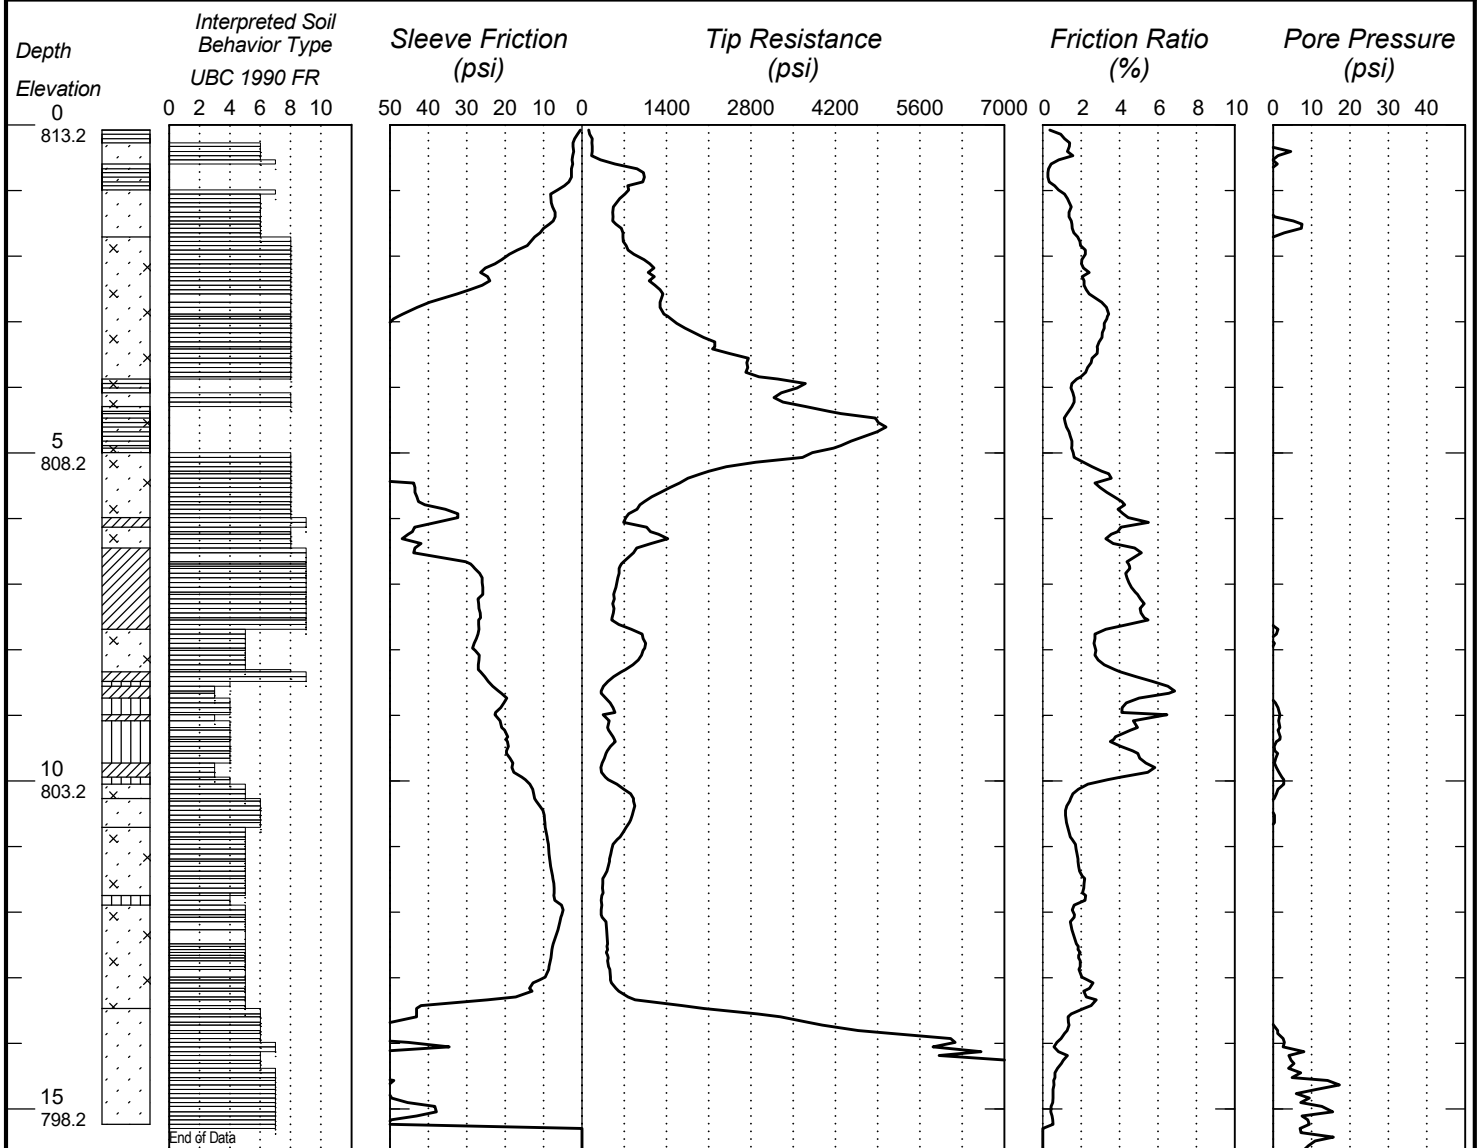 Interpreted Soil
Behavior Type
UBC 1990 FR
Depth
Elevation
Sleeve Friction
(psi)
Tip Resistance
(psi)
Friction Ratio
(%)
Pore Pressure
(psi)
0 2 4 6 8 10
50 40 30 20 10 0
1400 2800 4200 5600 7000
0 2 4 6 8 10
0 10 20 30 40
0
813.2
5
808.2
10
803.2
15
798.2
End of Data